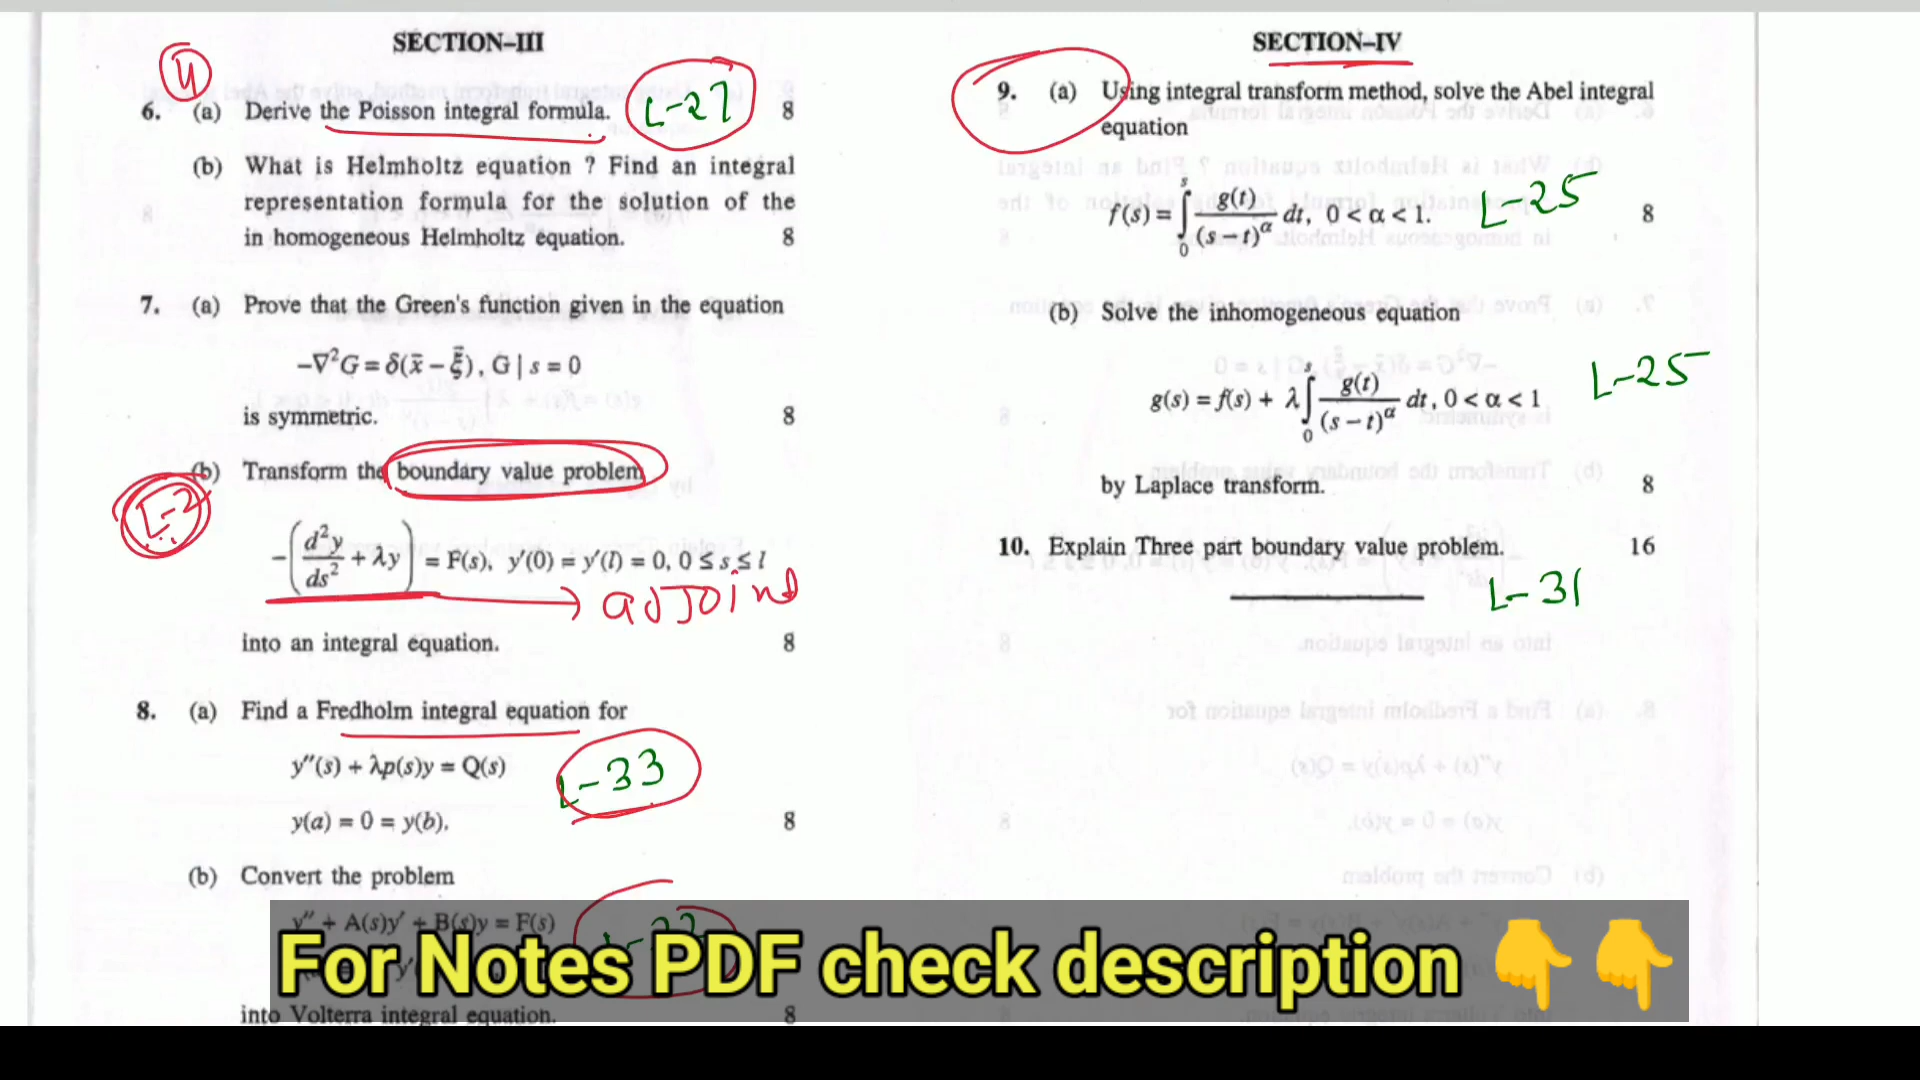 SECTION–III
4
6. (a) Derive the Poisson integral formula. L-27 8
(b) What is Helmholtz equation ? Find an integral
representation formula for the solution of the
in homogeneous Helmholtz equation. 8
7. (a) Prove that the Green's function given in the equation
−∇²G = δ(x̄ − ξ̄), G | s = 0
is symmetric. 8
(b) Transform the boundary value problem
−(d²y/ds² + λy) = F(s), y′(0) = y′(l) = 0, 0 ≤ s ≤ l
adjoint
into an integral equation. 8
8. (a) Find a Fredholm integral equation for
y″(s) + λp(s)y = Q(s)
L-33
y(a) = 0 = y(b). 8
(b) Convert the problem
y″ + A(s)y′ + B(s)y = F(s)
into Volterra integral equation. 8
SECTION–IV
9. (a) Using integral transform method, solve the Abel integral
equation
f(s) = ∫₀ˢ g(t)/(s − t)^α dt, 0 < α < 1. L-25 8
(b) Solve the inhomogeneous equation
g(s) = f(s) + λ∫₀ˢ g(t)/(s − t)^α dt, 0 < α < 1 L-25
by Laplace transform. 8
10. Explain Three part boundary value problem. 16
L-31
For Notes PDF check description 👇👇